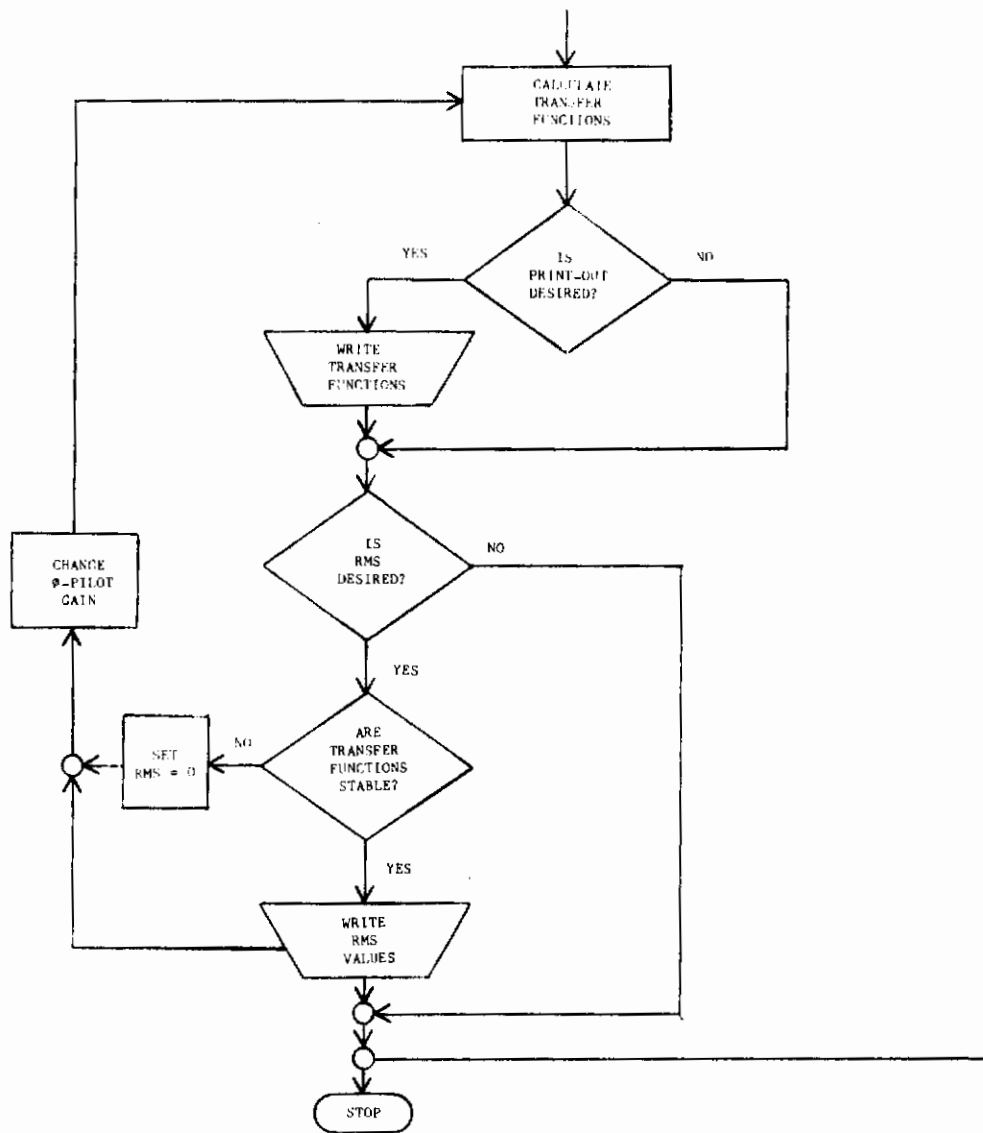 CALCULATE
TRANSFER
FUNCTIONS
YES
IS
PRINT-OUT
DESIRED?
NO
WRITE
TRANSFER
FUNCTIONS
IS
RMS
DESIRED?
NO
CHANGE
ø-PILOT
GAIN
YES
SET
RMS = 0
NO
ARE
TRANSFER
FUNCTIONS
STABLE?
YES
WRITE
RMS
VALUES
STOP